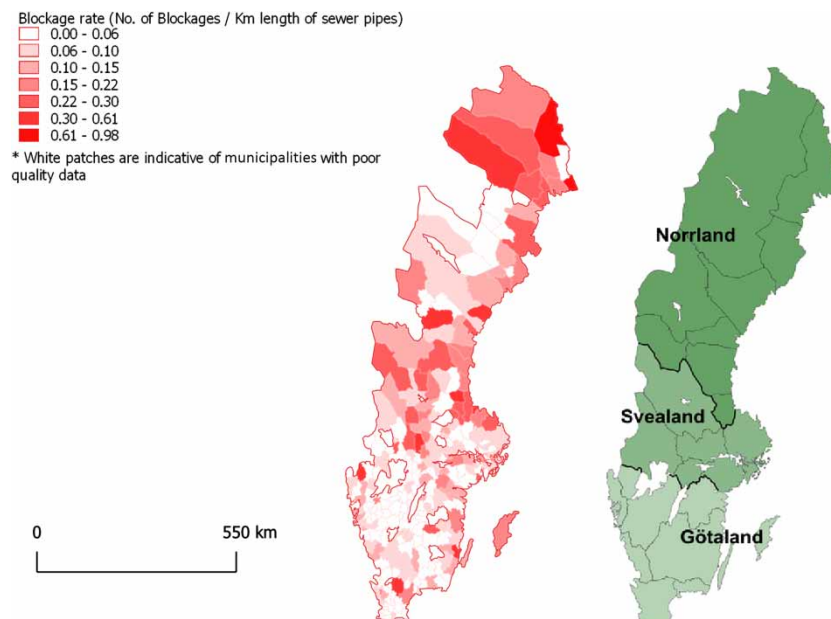 Blockage rate (No. of Blockages / Km length of sewer pipes)
0.00 - 0.06
0.06 - 0.10
0.10 - 0.15
0.15 - 0.22
0.22 - 0.30
0.30 - 0.61
0.61 - 0.98
* White patches are indicative of municipalities with poor
quality data
Norrland
Svealand
Götaland
0 550 km